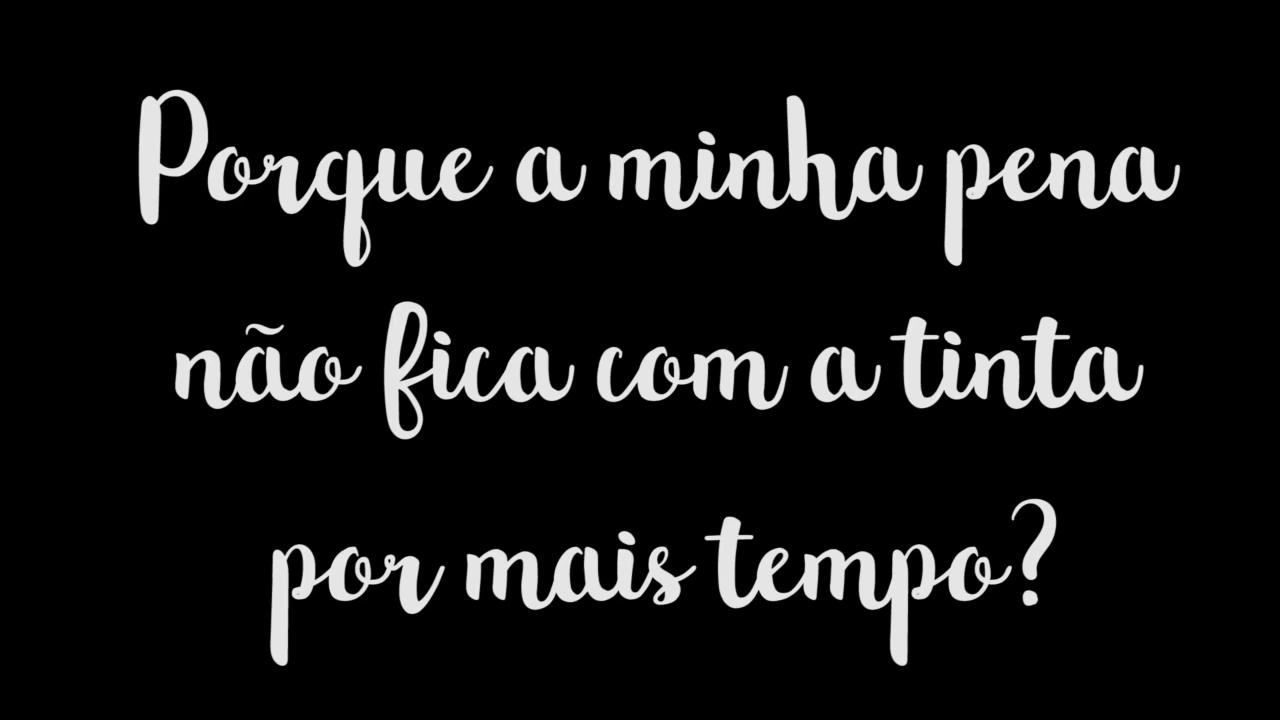 Porque a minha pena
não fica com a tinta
por mais tempo?